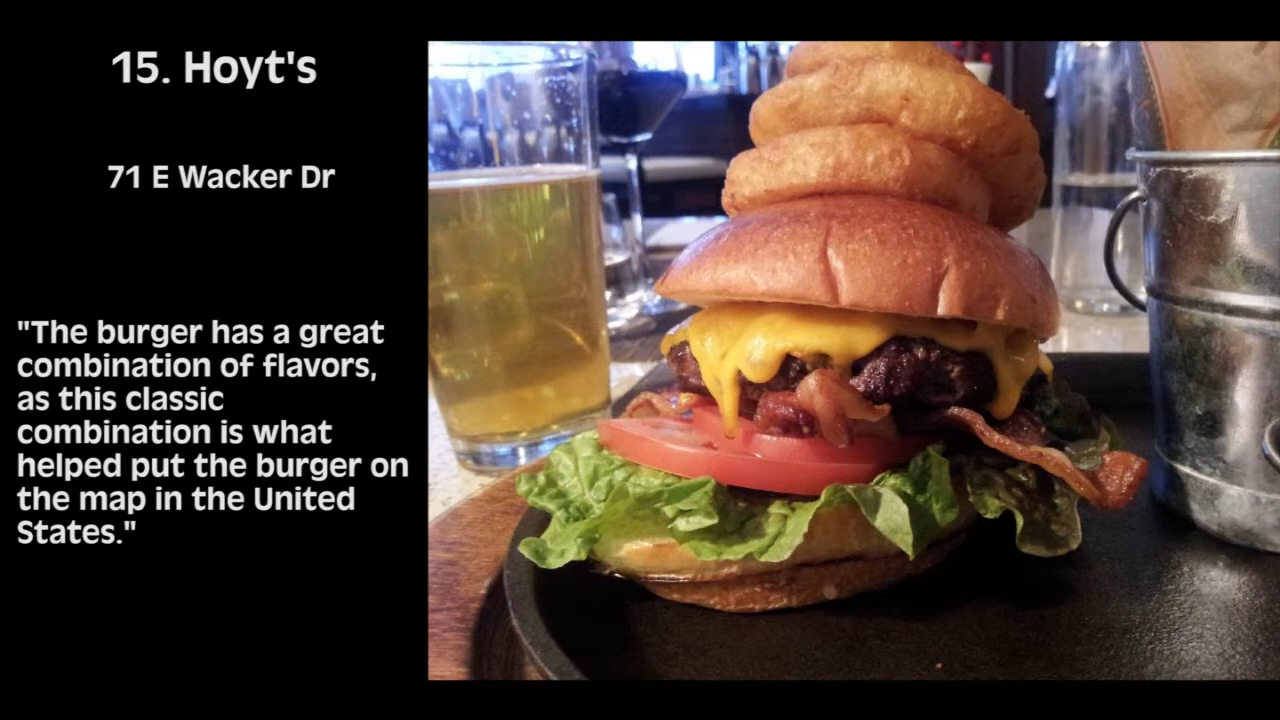 15. Hoyt's
71 E Wacker Dr
"The burger has a great
combination of flavors,
as this classic
combination is what
helped put the burger on
the map in the United
States."